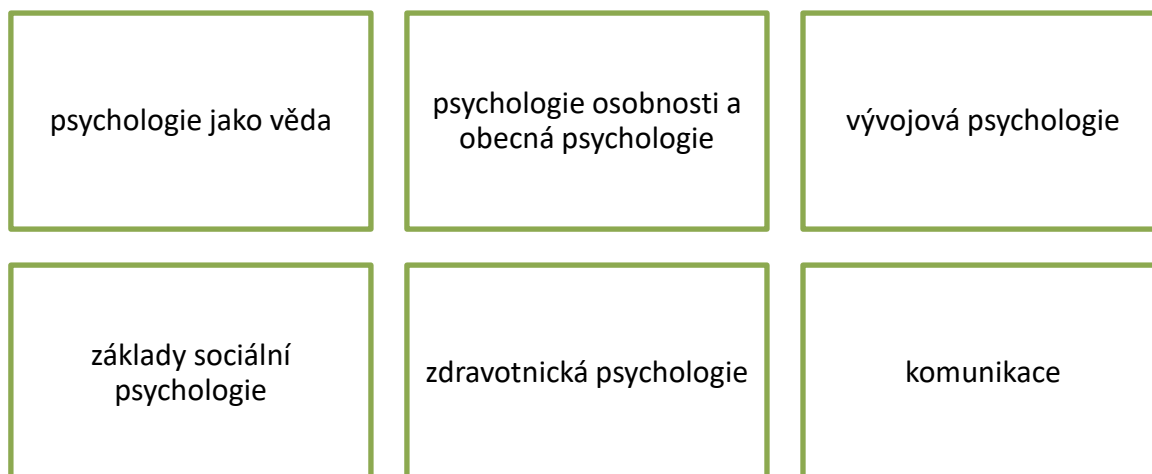 psychologie jako věda
psychologie osobnosti a
obecná psychologie
vývojová psychologie
základy sociální
psychologie
zdravotnická psychologie
komunikace